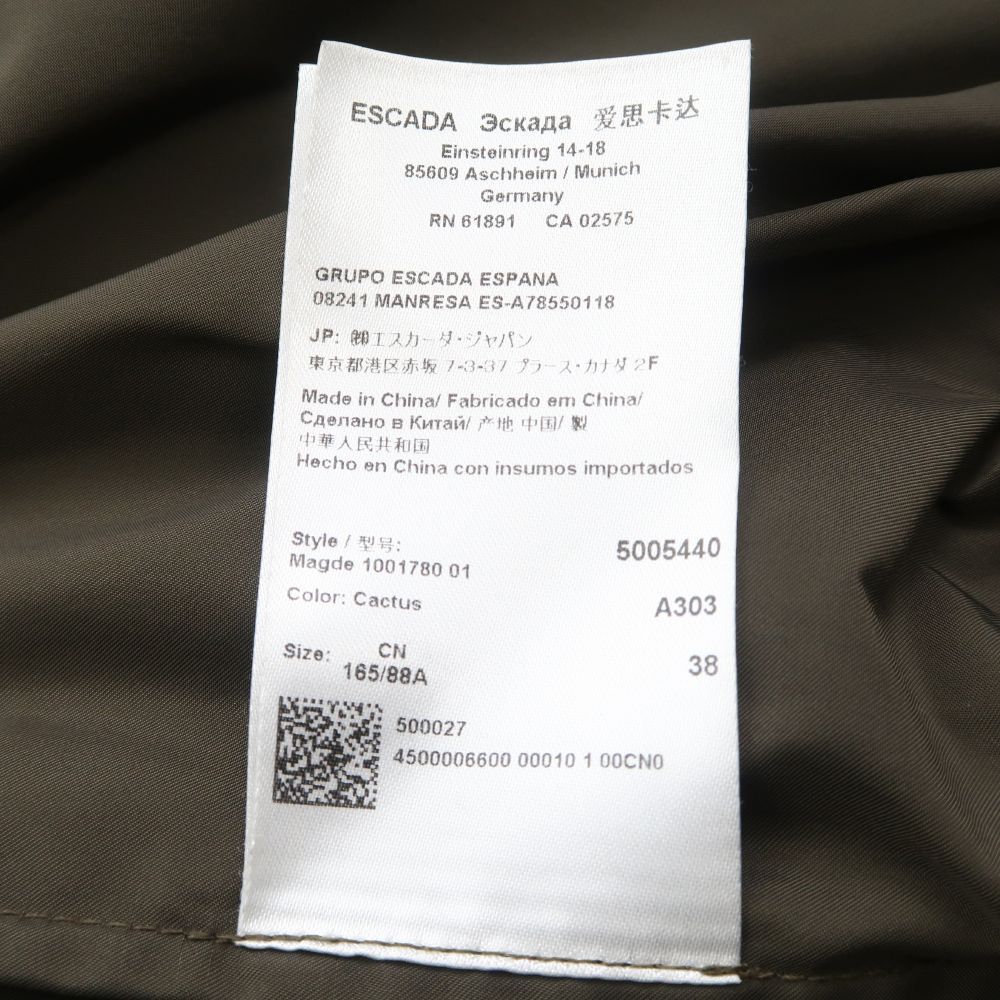 ESCADA Эскада 爱思卡达
Einsteinring 14-18
85609 Aschheim / Munich
Germany
RN 61891 CA 02575
GRUPO ESCADA ESPANA
08241 MANRESA ES-A78550118
JP: ㈱エスカーダ・ジャパン
東京都港区赤坂 7-3-37 プラース・カナダ 2F
Made in China/ Fabricado em China/
Сделано в Китай/ 产地 中国/ 製
中華人民共和国
Hecho en China con insumos importados
Style / 型号: 5005440
Magde 1001780 01
Color: Cactus A303
Size: CN 38
165/88A
500027
4500006600 00010 1 00CN0